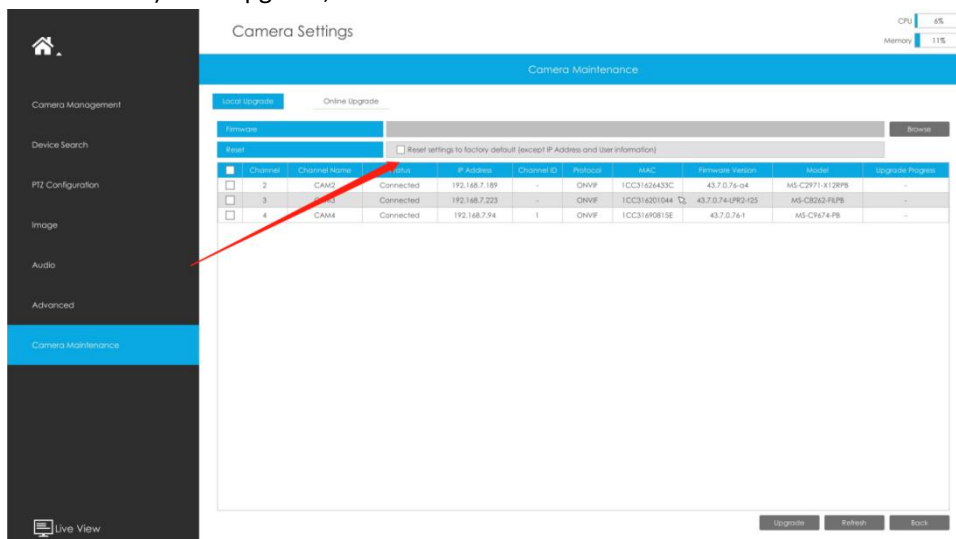 Camera Settings
CPU 6%
Memory 11%
Camera Maintenance
Camera Management
Device Search
PTZ Configuration
Image
Audio
Advanced
Camera Maintenance
Live View
Local Upgrade Online Upgrade
Firmware Browse
Reset Reset settings to factory default (except IP Address and User information)
Channel Channel Name Status IP Address Channel ID Protocol MAC Firmware Version Model Upgrade Progress
2 CAM2 Connected 192.168.7.189 - ONVIF 1CC31626433C 43.7.0.76-a4 MS-C2971-X12RPB -
3 CAM3 Connected 192.168.7.223 - ONVIF 1CC316201044 43.7.0.74-LPR2-r25 MS-C8262-FILPB -
4 CAM4 Connected 192.168.7.94 1 ONVIF 1CC31690815E 43.7.0.76-1 MS-C9674-PB -
Upgrade Refresh Back